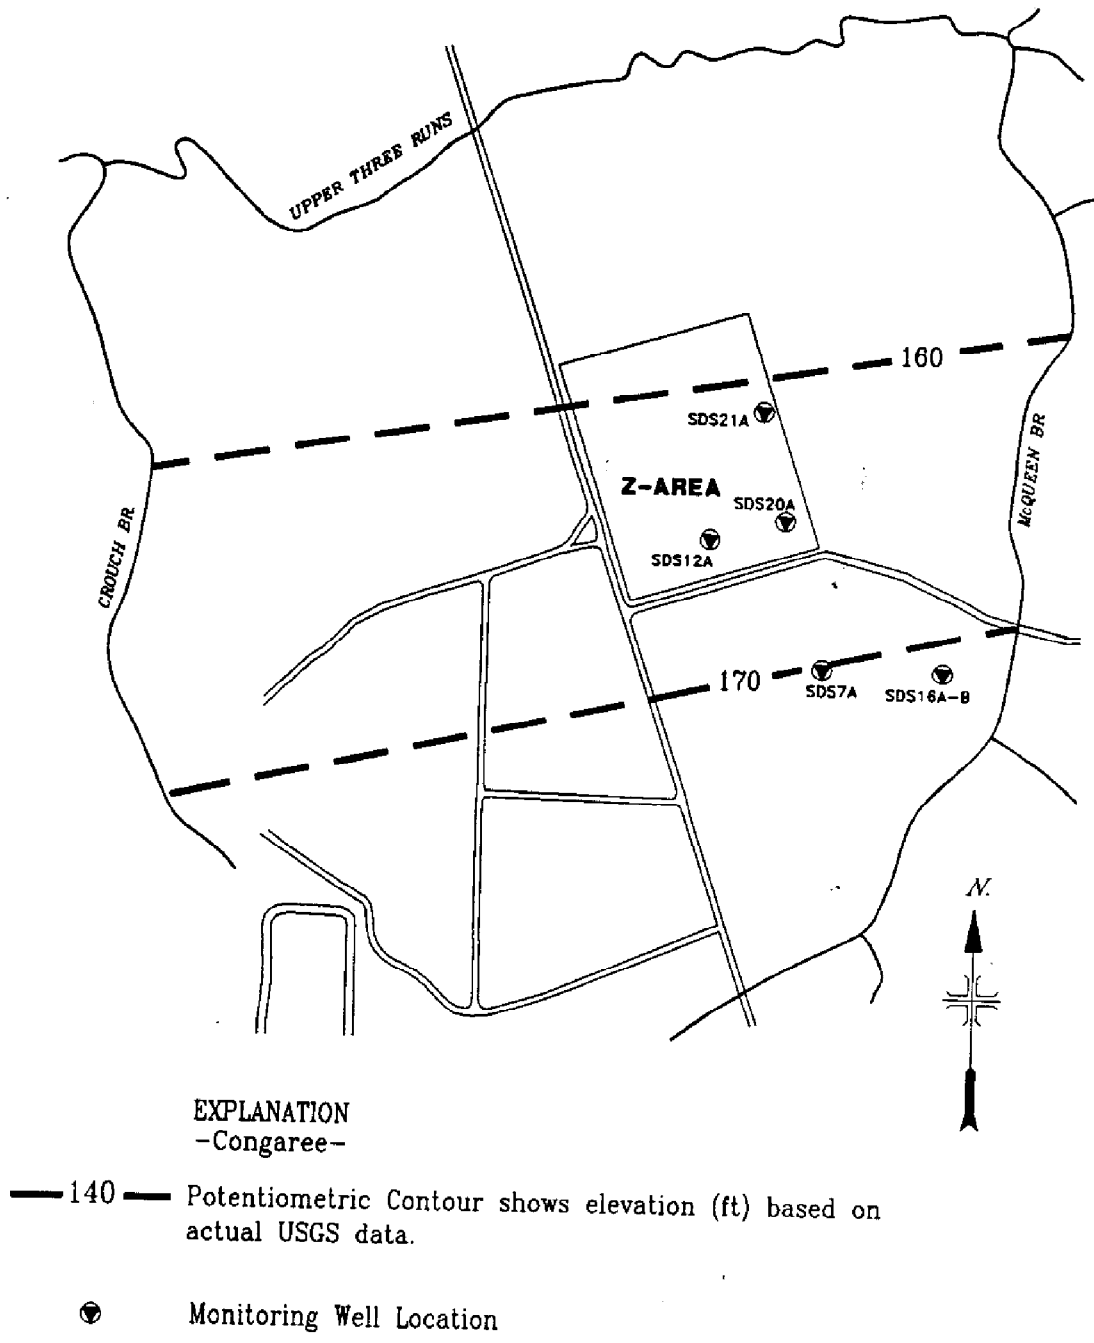 UPPER THREE RUNS
160
SDS21A
McQUEEN BR
Z-AREA
SDS20A
CROUCH BR.
SDS12A
170
SDS7A
SDS16A-B
N.
EXPLANATION
-Congaree-
140 Potentiometric Contour shows elevation (ft) based on
actual USGS data.
Monitoring Well Location